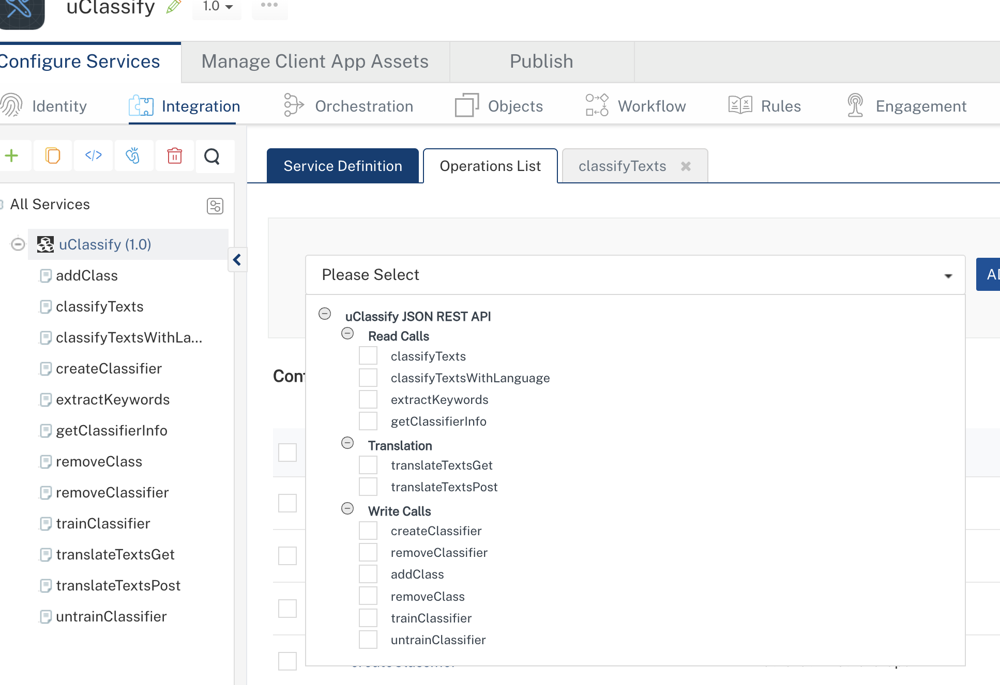 uClassify 1.0
Configure Services Manage Client App Assets Publish
Identity Integration Orchestration Objects Workflow Rules Engagement
</>
Service Definition Operations List classifyTexts
All Services
uClassify (1.0)
addClass
classifyTexts
classifyTextsWithLa...
createClassifier
extractKeywords
getClassifierInfo
removeClass
removeClassifier
trainClassifier
translateTextsGet
translateTextsPost
untrainClassifier
Please Select
uClassify JSON REST API
Read Calls
classifyTexts
classifyTextsWithLanguage
extractKeywords
getClassifierInfo
Translation
translateTextsGet
translateTextsPost
Write Calls
createClassifier
removeClassifier
addClass
removeClass
trainClassifier
untrainClassifier